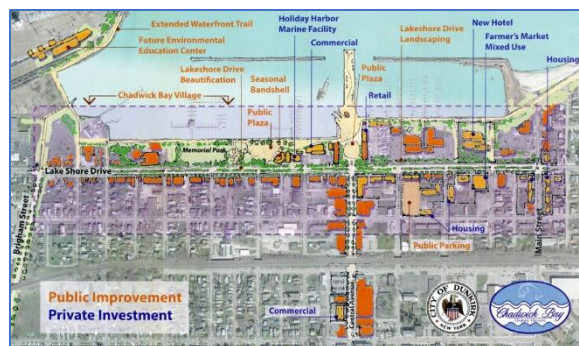 Extended Waterfront Trail
Future Environmental
Education Center
Chadwick Bay Village
Lakeshore Drive
Beautification
Seasonal
Bandshell
Public
Plaza
Holiday Harbor
Marine Facility
Commercial
Public
Plaza
Retail
Lakeshore Drive
Landscaping
New Hotel
Farmer's Market
Mixed Use
Housing
Memorial Park
Lake Shore Drive
Brigham Street
Main Street
Central Avenue
Housing
Public Parking
Commercial
Public Improvement
Private Investment
CITY OF DUNKIRK
NEW YORK
Chadwick Bay